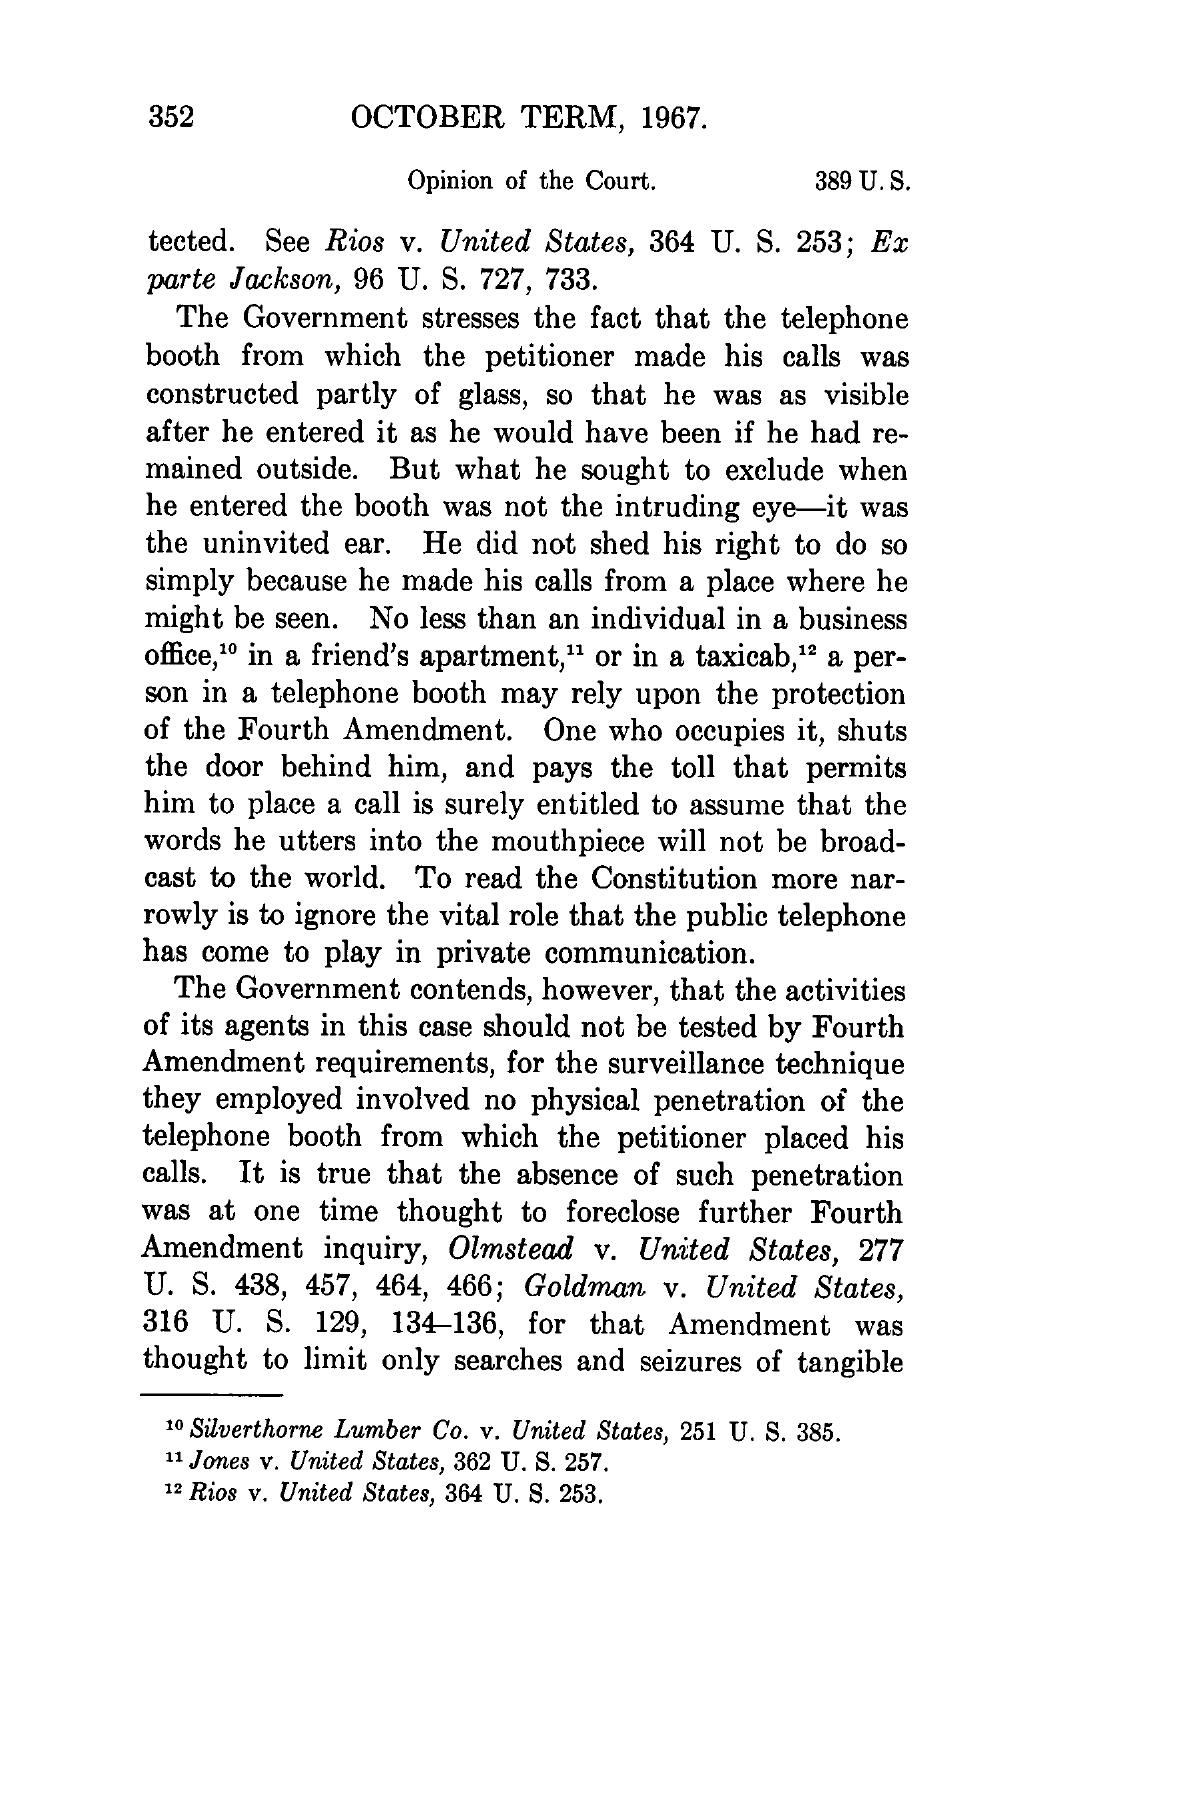 352 OCTOBER TERM, 1967.
Opinion of the Court. 389 U. S.
tected. See Rios v. United States, 364 U. S. 253; Ex
parte Jackson, 96 U. S. 727, 733.
The Government stresses the fact that the telephone
booth from which the petitioner made his calls was
constructed partly of glass, so that he was as visible
after he entered it as he would have been if he had re-
mained outside. But what he sought to exclude when
he entered the booth was not the intruding eye—it was
the uninvited ear. He did not shed his right to do so
simply because he made his calls from a place where he
might be seen. No less than an individual in a business
office,¹⁰ in a friend's apartment,¹¹ or in a taxicab,¹² a per-
son in a telephone booth may rely upon the protection
of the Fourth Amendment. One who occupies it, shuts
the door behind him, and pays the toll that permits
him to place a call is surely entitled to assume that the
words he utters into the mouthpiece will not be broad-
cast to the world. To read the Constitution more nar-
rowly is to ignore the vital role that the public telephone
has come to play in private communication.
The Government contends, however, that the activities
of its agents in this case should not be tested by Fourth
Amendment requirements, for the surveillance technique
they employed involved no physical penetration of the
telephone booth from which the petitioner placed his
calls. It is true that the absence of such penetration
was at one time thought to foreclose further Fourth
Amendment inquiry, Olmstead v. United States, 277
U. S. 438, 457, 464, 466; Goldman v. United States,
316 U. S. 129, 134–136, for that Amendment was
thought to limit only searches and seizures of tangible
¹⁰ Silverthorne Lumber Co. v. United States, 251 U. S. 385.
¹¹ Jones v. United States, 362 U. S. 257.
¹² Rios v. United States, 364 U. S. 253.